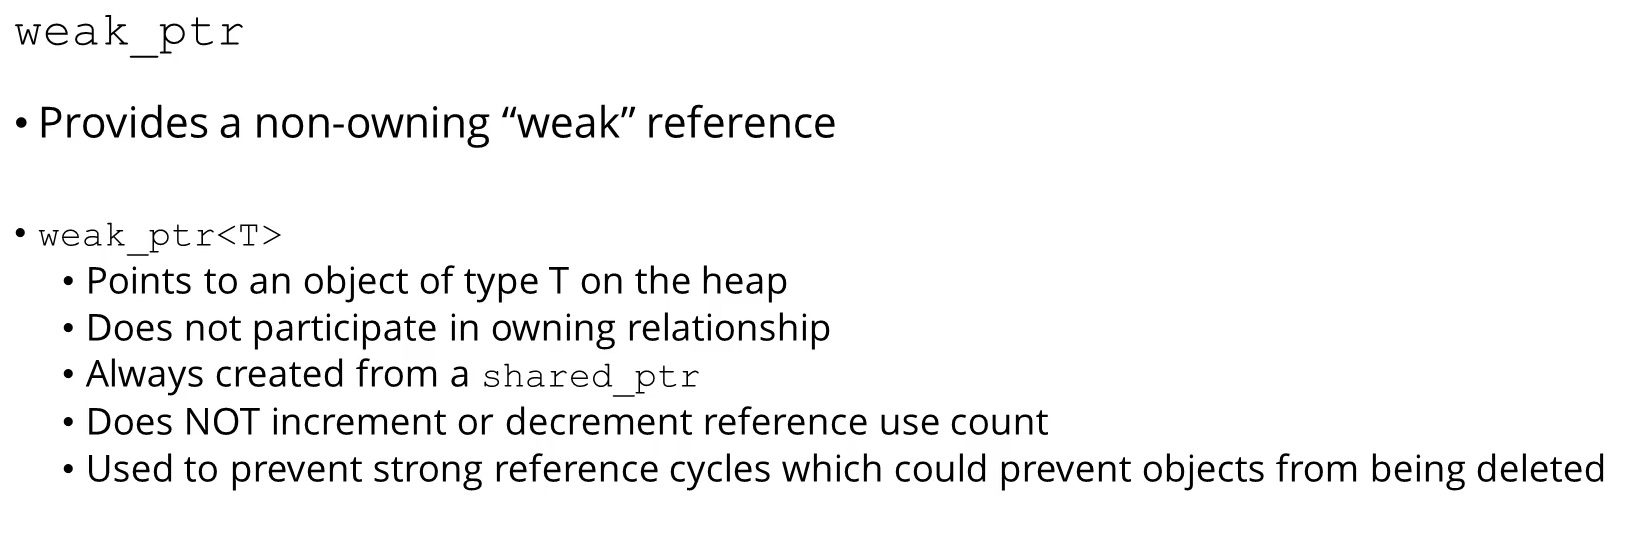 weak_ptr
• Provides a non-owning “weak” reference
• weak_ptr<T>
• Points to an object of type T on the heap
• Does not participate in owning relationship
• Always created from a shared_ptr
• Does NOT increment or decrement reference use count
• Used to prevent strong reference cycles which could prevent objects from being deleted